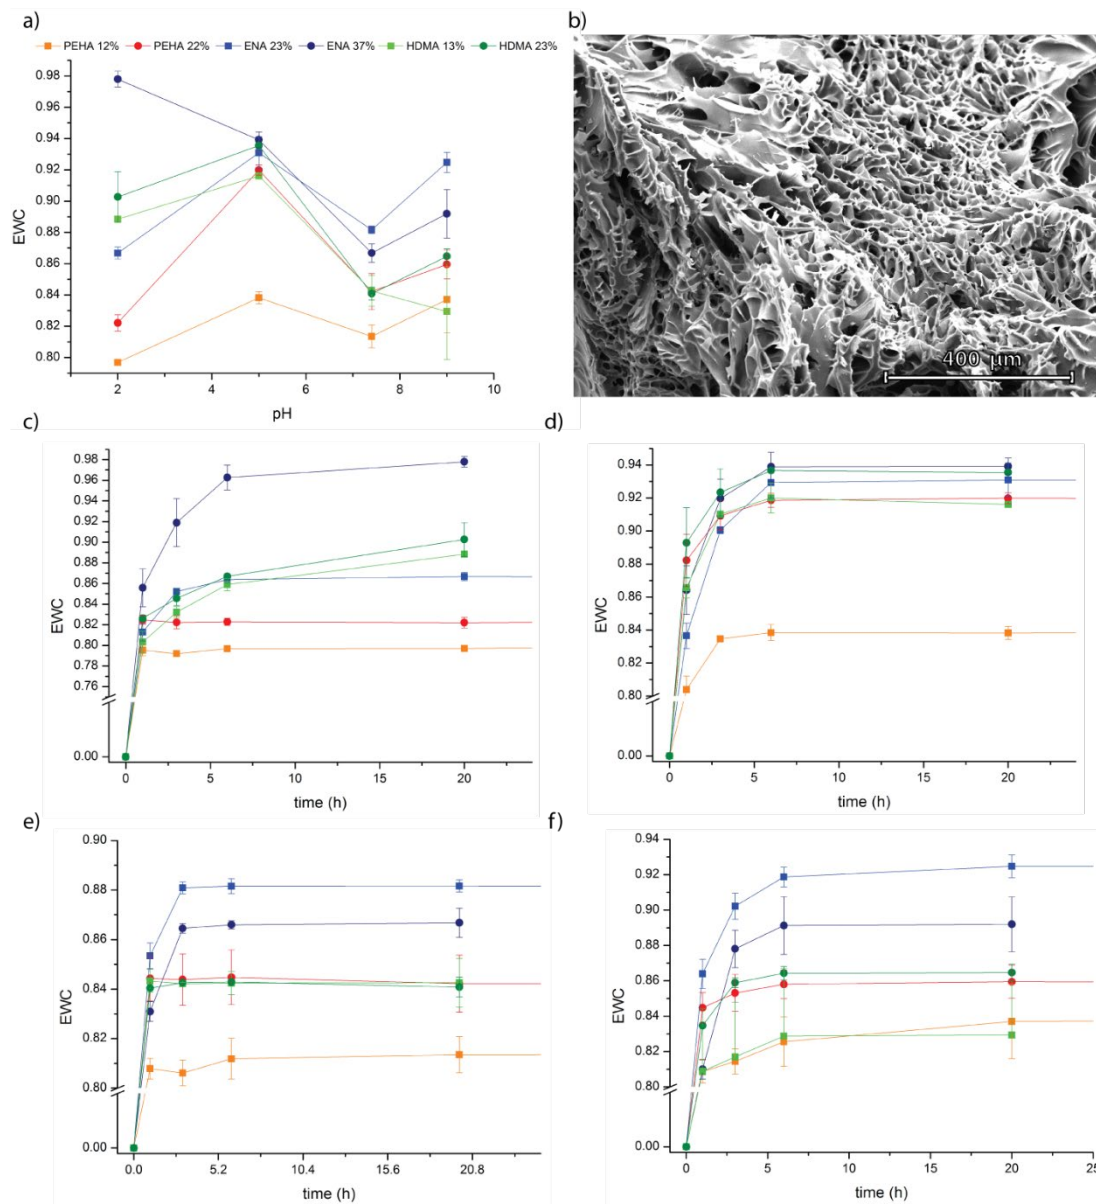 a)
PEHA 12% PEHA 22% ENA 23% ENA 37% HDMA 13% HDMA 23%
0.98
0.96
0.94
0.92
0.90
0.88
0.86
0.84
0.82
0.80
EWC
2 4 6 8 10
pH
b)
400 µm
c)
0.98
0.96
0.94
0.92
0.90
0.88
0.86
0.84
0.82
0.80
0.78
0.76
0.00
EWC
0 5 10 15 20
time (h)
d)
0.94
0.92
0.90
0.88
0.86
0.84
0.82
0.80
0.00
EWC
0 5 10 15 20
time (h)
e)
0.90
0.88
0.86
0.84
0.82
0.80
0.00
EWC
0.0 5.2 10.4 15.6 20.8
time (h)
f)
0.94
0.92
0.90
0.88
0.86
0.84
0.82
0.80
0.00
EWC
0 5 10 15 20 25
time (h)